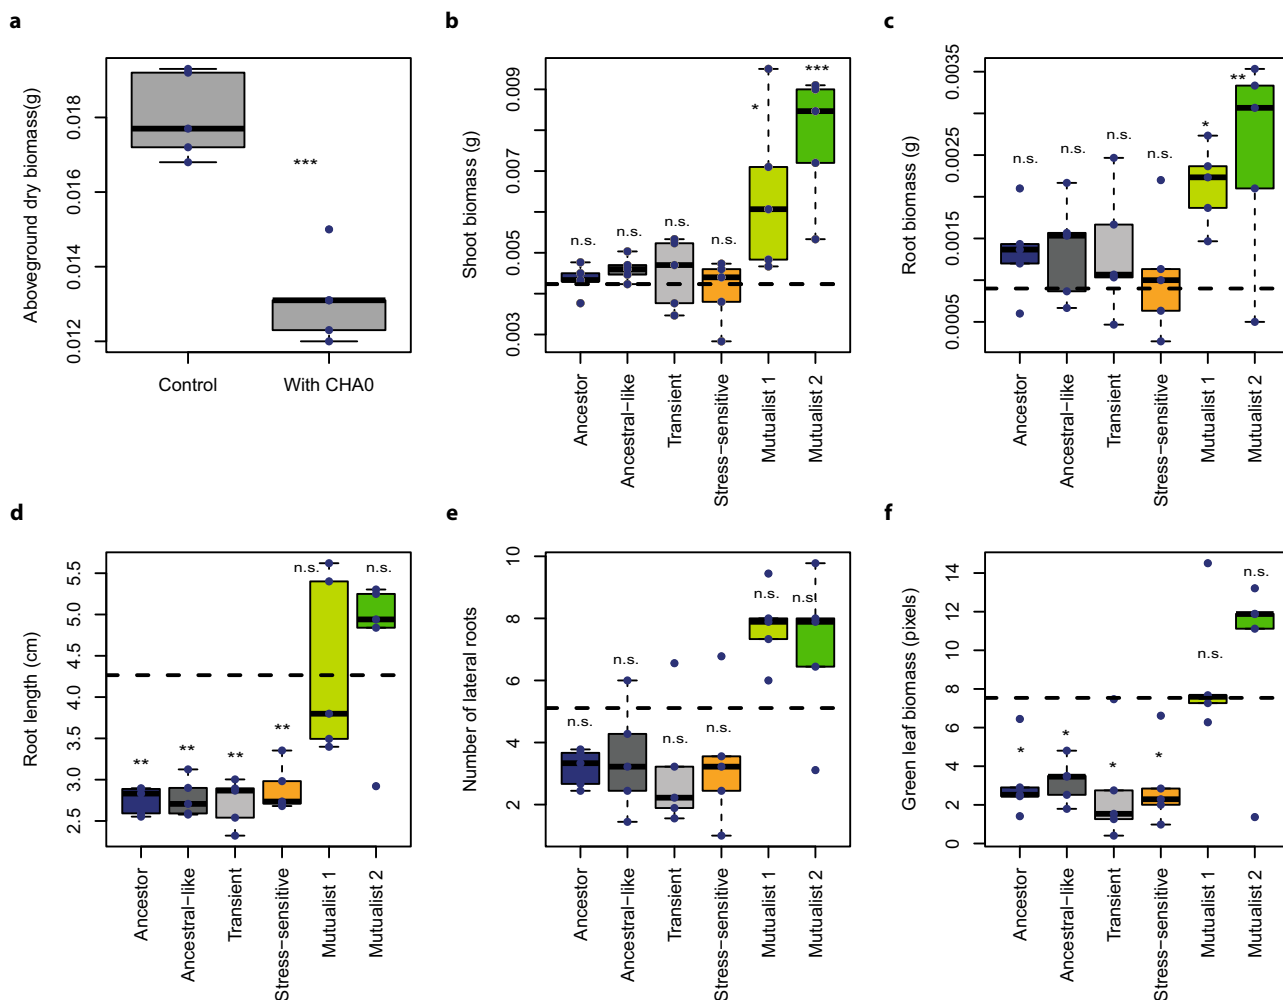 a
Aboveground dry biomass(g)
0.018
0.016
0.014
0.012
***
Control
With CHA0
b
Shoot biomass (g)
0.009
0.007
0.005
0.003
n.s.
n.s.
n.s.
n.s.
*
***
Ancestor
Ancestral-like
Transient
Stress-sensitive
Mutualist 1
Mutualist 2
c
Root biomass (g)
0.0035
0.0025
0.0015
0.0005
n.s.
n.s.
n.s.
n.s.
*
**
Ancestor
Ancestral-like
Transient
Stress-sensitive
Mutualist 1
Mutualist 2
d
Root length (cm)
5.5
5.0
4.5
4.0
3.5
3.0
2.5
**
**
**
**
n.s.
n.s.
Ancestor
Ancestral-like
Transient
Stress-sensitive
Mutualist 1
Mutualist 2
e
Number of lateral roots
10
8
6
4
2
n.s.
n.s.
n.s.
n.s.
n.s.
n.s.
Ancestor
Ancestral-like
Transient
Stress-sensitive
Mutualist 1
Mutualist 2
f
Green leaf biomass (pixels)
14
12
10
8
6
4
2
0
*
*
*
*
n.s.
n.s.
Ancestor
Ancestral-like
Transient
Stress-sensitive
Mutualist 1
Mutualist 2